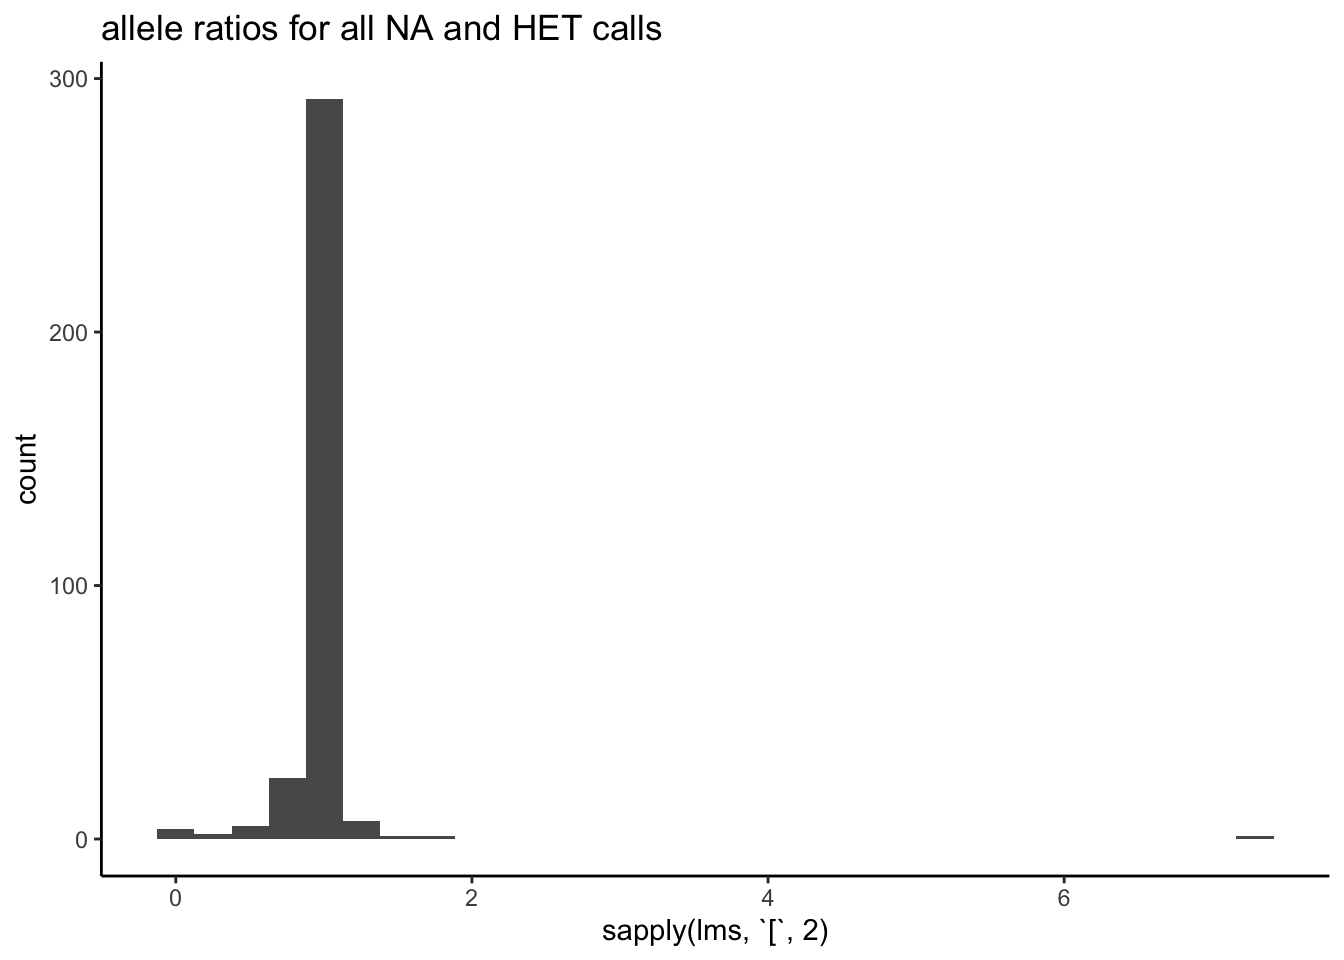 allele ratios for all NA and HET calls
300
200
100
0
count
0 2 4 6
sapply(lms, `[`, 2)